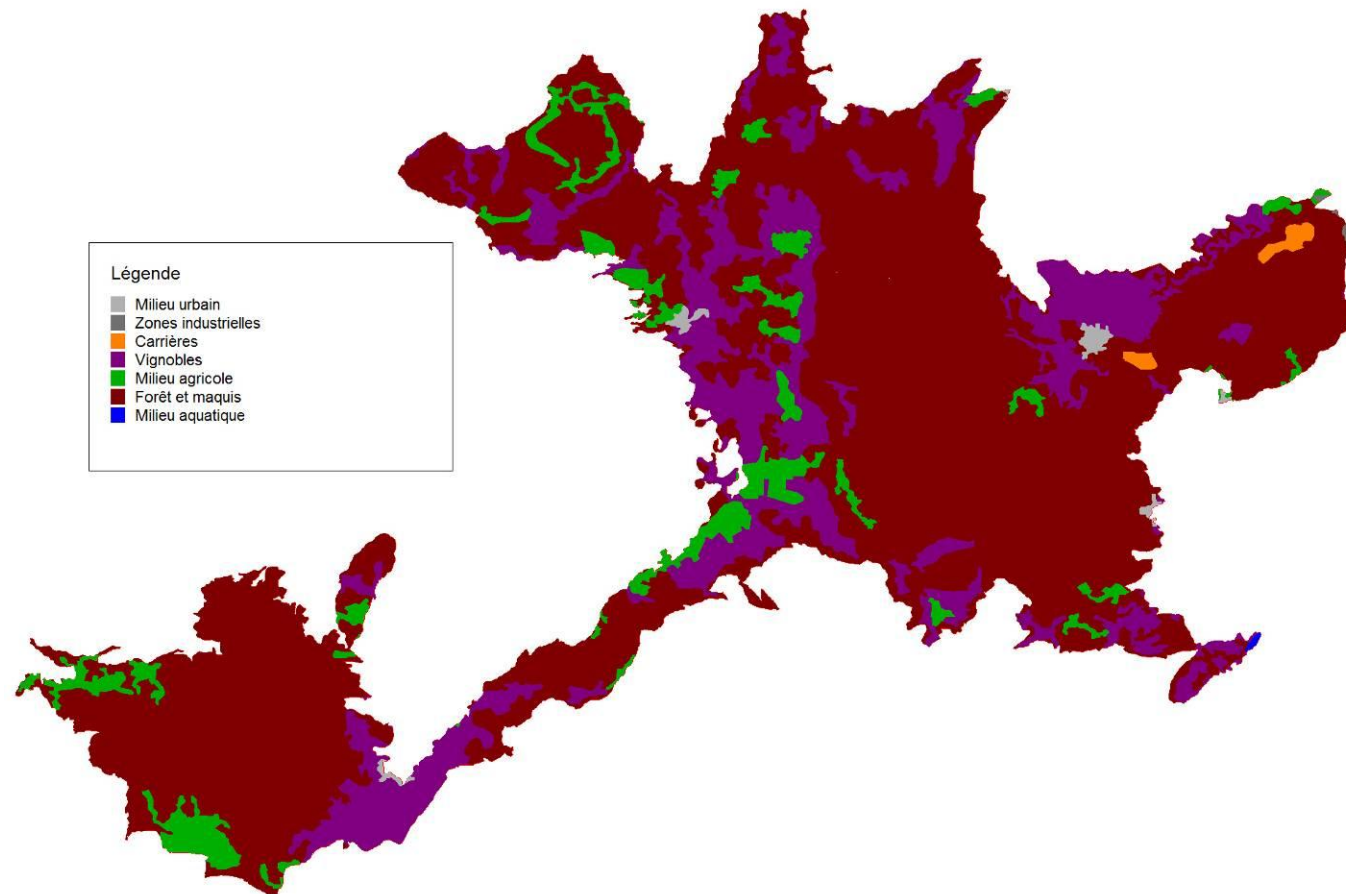 Légende
Milieu urbain
Zones industrielles
Carrières
Vignobles
Milieu agricole
Forêt et maquis
Milieu aquatique